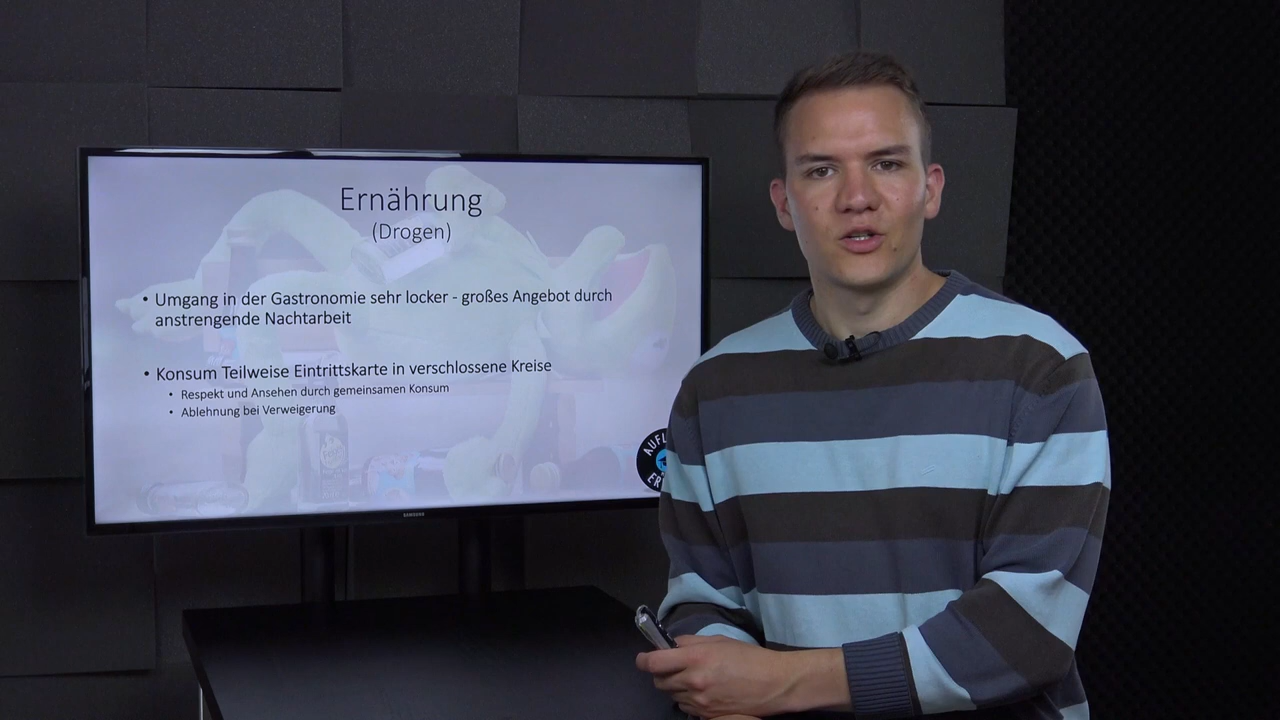 Ernährung
(Drogen)
• Umgang in der Gastronomie sehr locker - großes Angebot durch
anstrengende Nachtarbeit
• Konsum Teilweise Eintrittskarte in verschlossene Kreise
• Respekt und Ansehen durch gemeinsamen Konsum
• Ablehnung bei Verweigerung
SAMSUNG